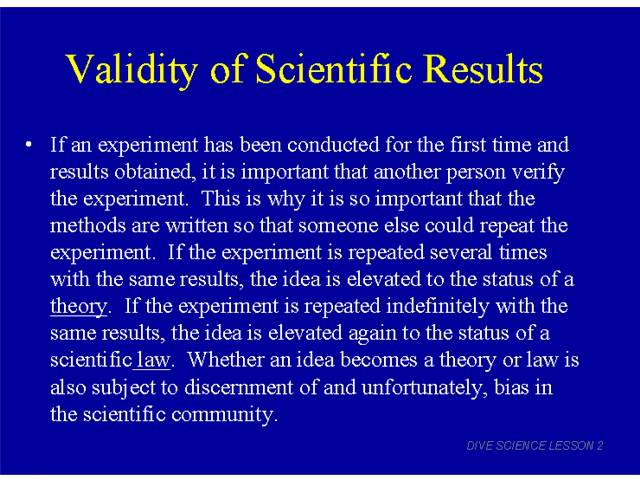 Validity of Scientific Results
• If an experiment has been conducted for the first time and
results obtained, it is important that another person verify
the experiment.  This is why it is so important that the
methods are written so that someone else could repeat the
experiment.  If the experiment is repeated several times
with the same results, the idea is elevated to the status of a
theory.  If the experiment is repeated indefinitely with the
same results, the idea is elevated again to the status of a
scientific law.  Whether an idea becomes a theory or law is
also subject to discernment of and unfortunately, bias in
the scientific community.
DIVE SCIENCE LESSON 2